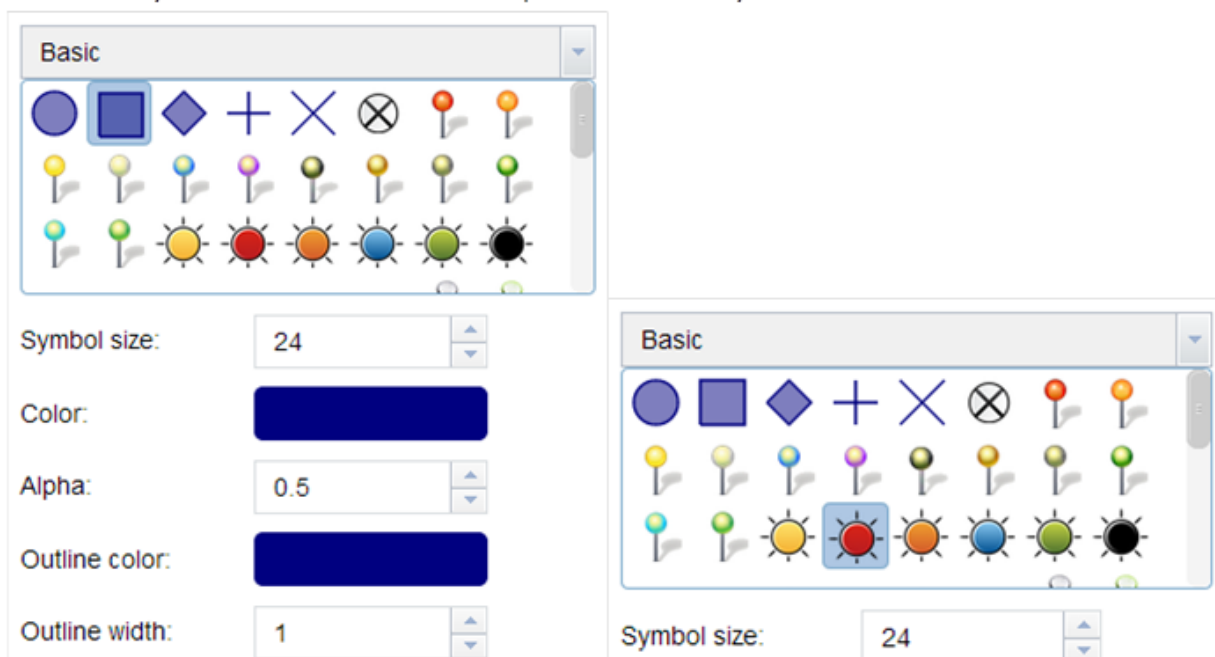 Basic
Symbol size: 24
Color:
Alpha: 0.5
Outline color:
Outline width: 1
Basic
Symbol size: 24